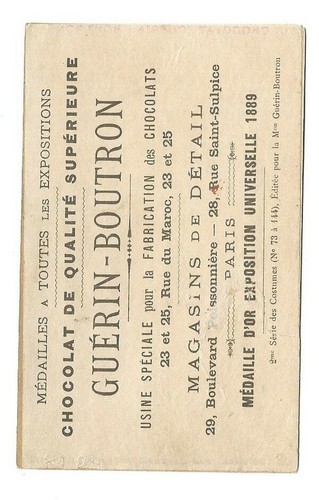 MÉDAILLES A TOUTES LES EXPOSITIONS
CHOCOLAT DE QUALITÉ SUPÉRIEURE
GUÉRIN-BOUTRON
USINE SPÉCIALE pour la FABRICATION des CHOCOLATS
23 et 25, Rue du Maroc, 23 et 25
MAGASINS DE DÉTAIL
29, Boulevard Poissonnière — 28, Rue Saint-Sulpice
PARIS
MÉDAILLE D'OR EXPOSITION UNIVERSELLE 1889
2me Série des Costumes (Nos 73 à 144), Éditée pour la Mon Guérin-Boutron